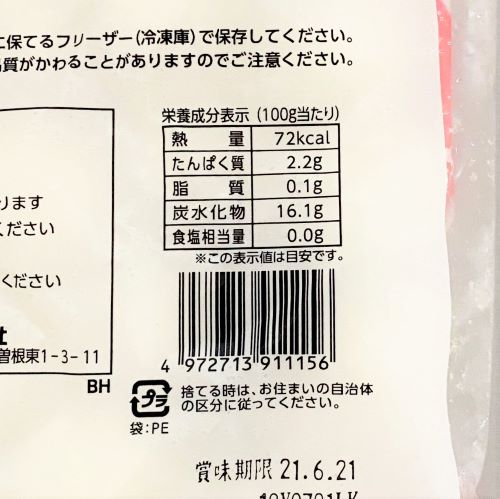 に保てるフリーザー(冷凍庫)で保存してください。
品質がかわることがありますのでご注意ください。
栄養成分表示 (100g当たり)
熱量 72kcal
たんぱく質 2.2g
脂質 0.1g
炭水化物 16.1g
食塩相当量 0.0g
※この表示値は目安です。
ります
ください
ください
曽根東1-3-11
BH
4 972713 911156
プラ
袋:PE
捨てる時は、お住まいの自治体
の区分に従ってください。
賞味期限 21.6.21